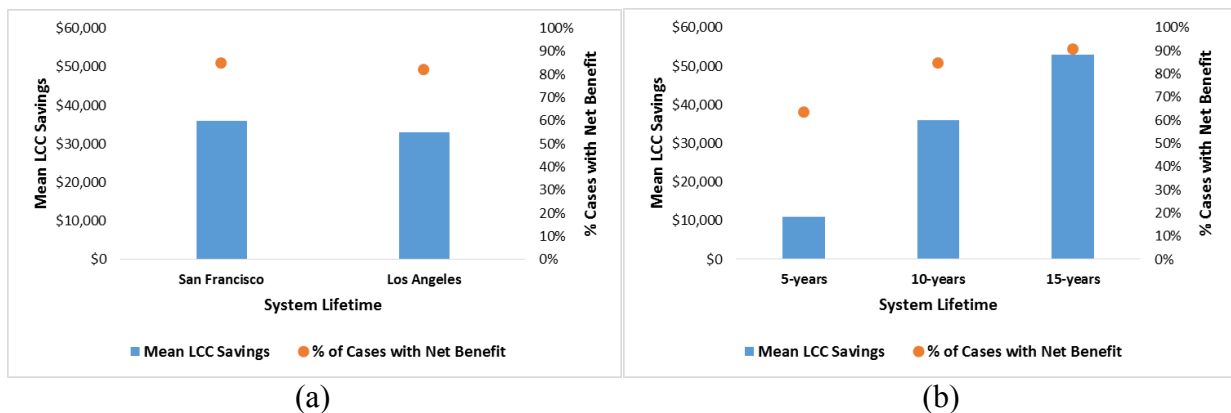 $60,000
$50,000
$40,000
$30,000
$20,000
$10,000
$0
Mean LCC Savings
100%
90%
80%
70%
60%
50%
40%
30%
20%
10%
0%
% Cases with Net Benefit
San Francisco
Los Angeles
System Lifetime
Mean LCC Savings
% of Cases with Net Benefit
(a)
$60,000
$50,000
$40,000
$30,000
$20,000
$10,000
$0
Mean LCC Savings
100%
90%
80%
70%
60%
50%
40%
30%
20%
10%
0%
% Cases with Net Benefit
5-years
10-years
15-years
System Lifetime
Mean LCC Savings
% of Cases with Net Benefit
(b)